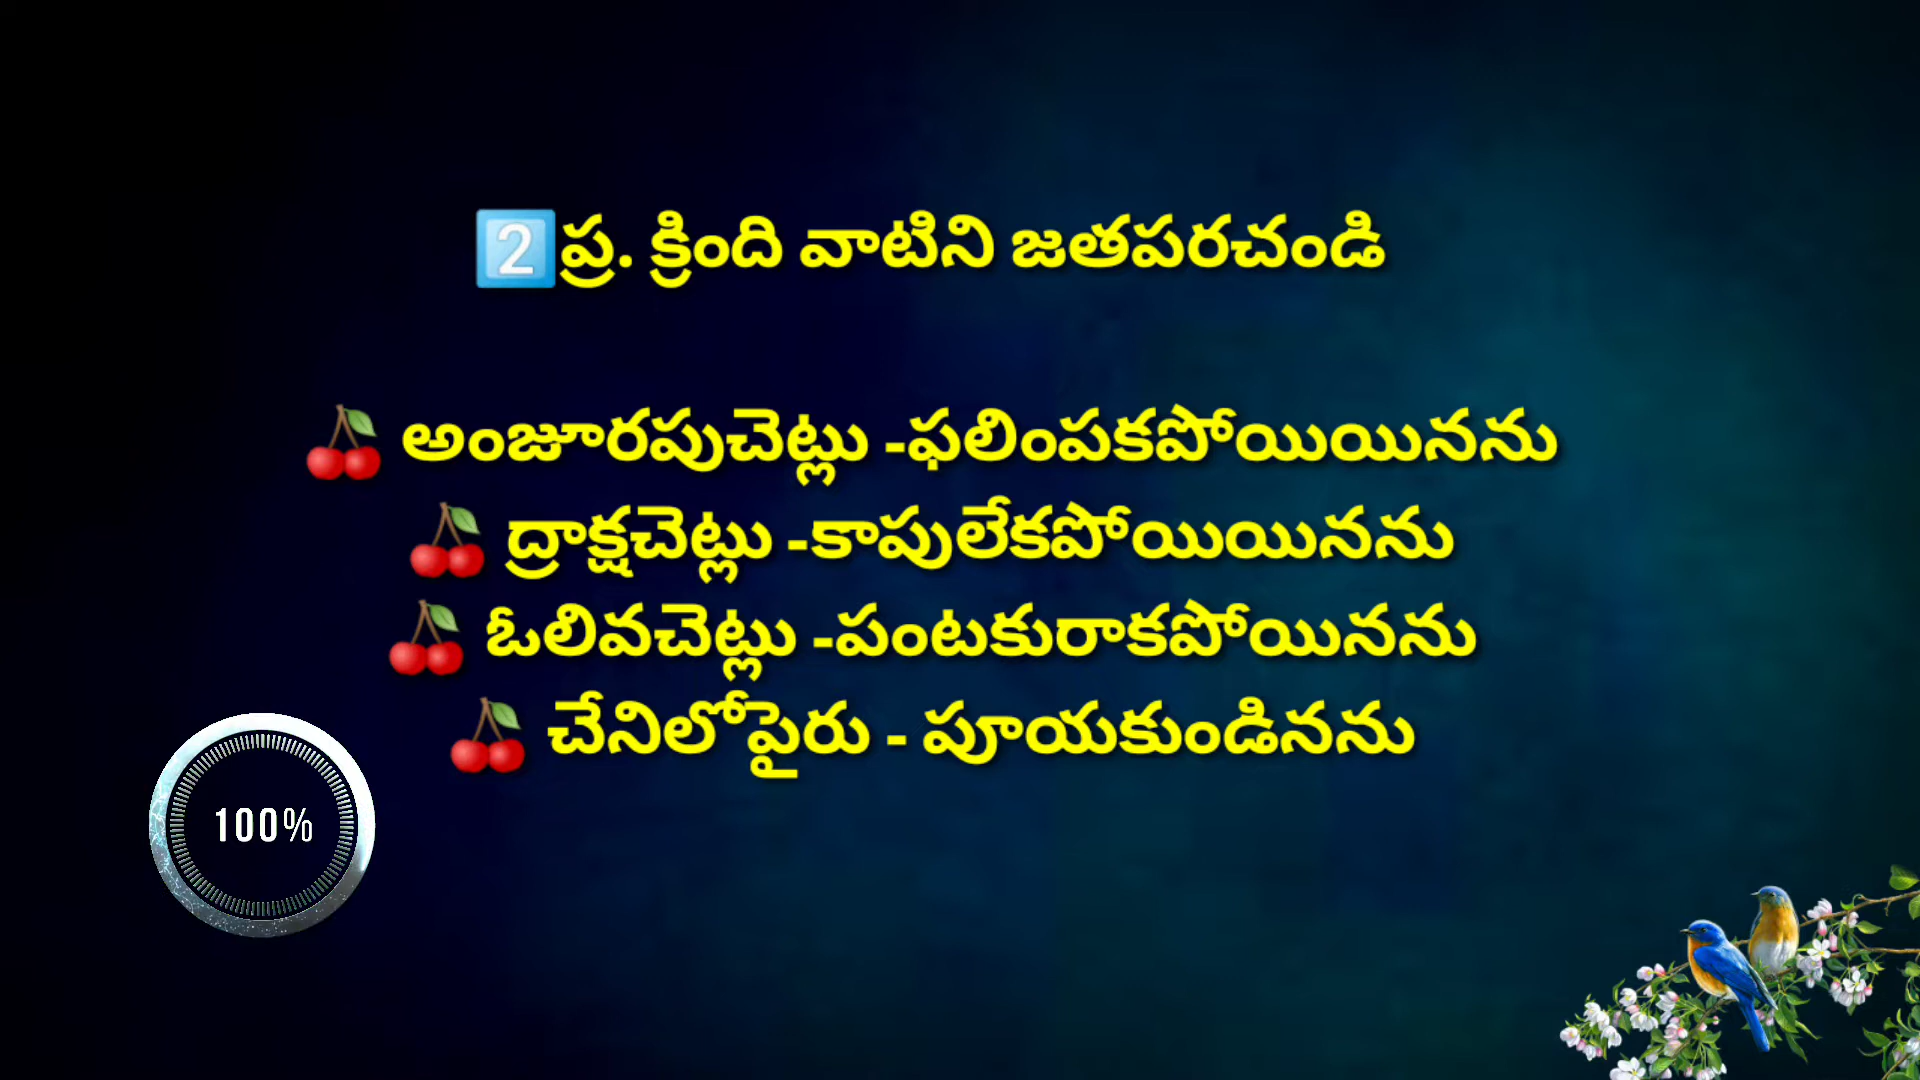 2️⃣ప్ర. క్రింది వాటిని జతపరచండి
🍒 అంజూరపుచెట్లు -ఫలింపకపోయియినను
🍒 ద్రాక్షచెట్లు -కాపులేకపోయియినను
🍒 ఓలివచెట్లు -పంటకురాకపోయినను
🍒 చేనిలోపైరు - పూయకుండినను
100%